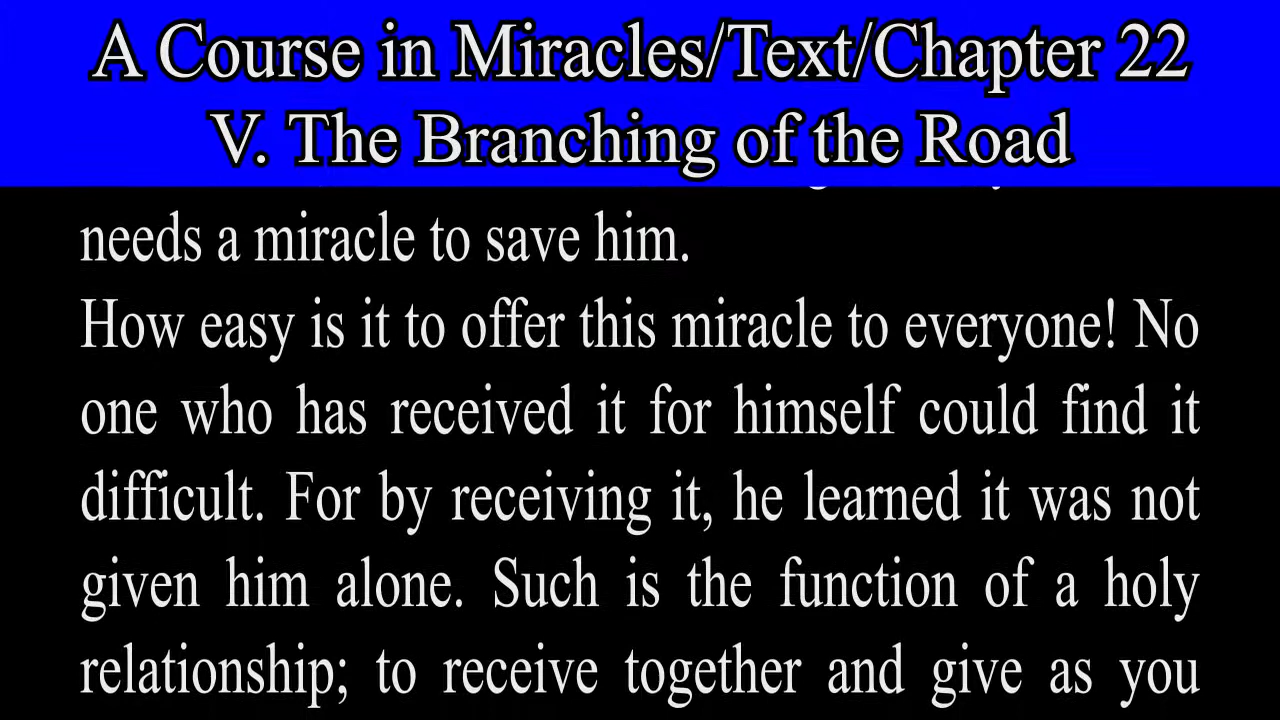 A Course in Miracles/Text/Chapter 22
V. The Branching of the Road
needs a miracle to save him.
How easy is it to offer this miracle to everyone! No
one who has received it for himself could find it
difficult. For by receiving it, he learned it was not
given him alone. Such is the function of a holy
relationship; to receive together and give as you